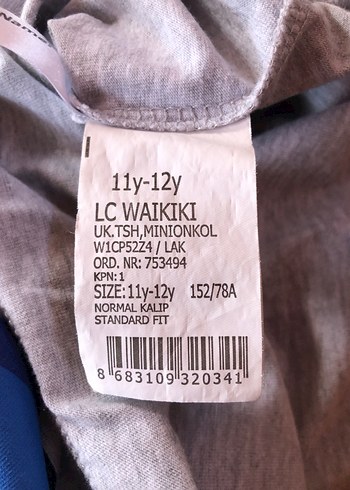 Name
11y-12y
LC WAIKIKI
UK.TSH,MINIONKOL
W1CP52Z4 / LAK
ORD. NR: 753494
KPN: 1
SIZE: 11y-12y 152/78A
NORMAL KALIP
STANDARD FIT
8 683109 320341